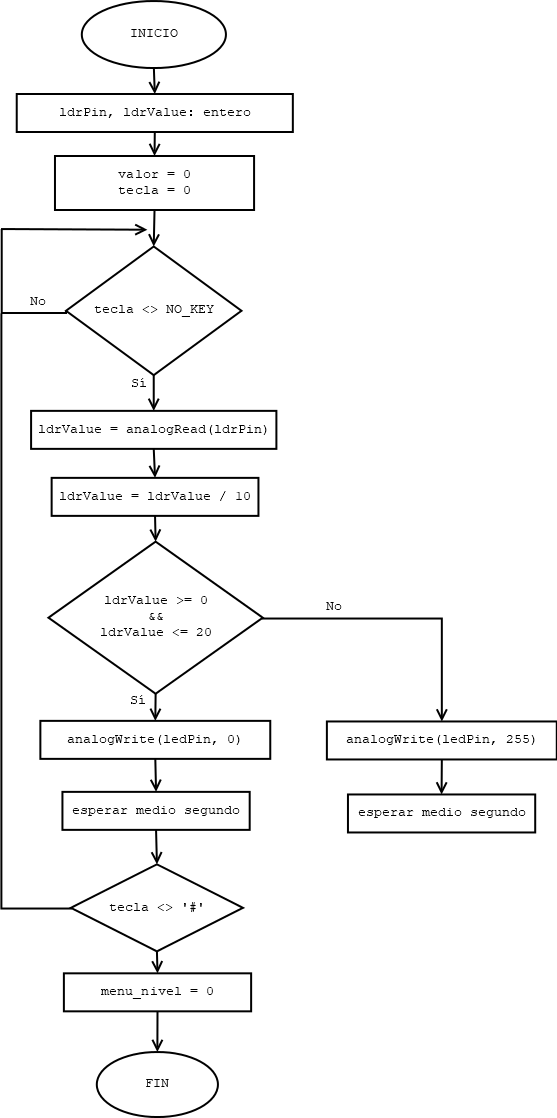 INICIO
ldrPin, ldrValue: entero
valor = 0
tecla = 0
tecla <> NO_KEY
No
Sí
ldrValue = analogRead(ldrPin)
ldrValue = ldrValue / 10
ldrValue >= 0
&&
ldrValue <= 20
No
Sí
analogWrite(ledPin, 0)
analogWrite(ledPin, 255)
esperar medio segundo
esperar medio segundo
tecla <> '#'
menu_nivel = 0
FIN